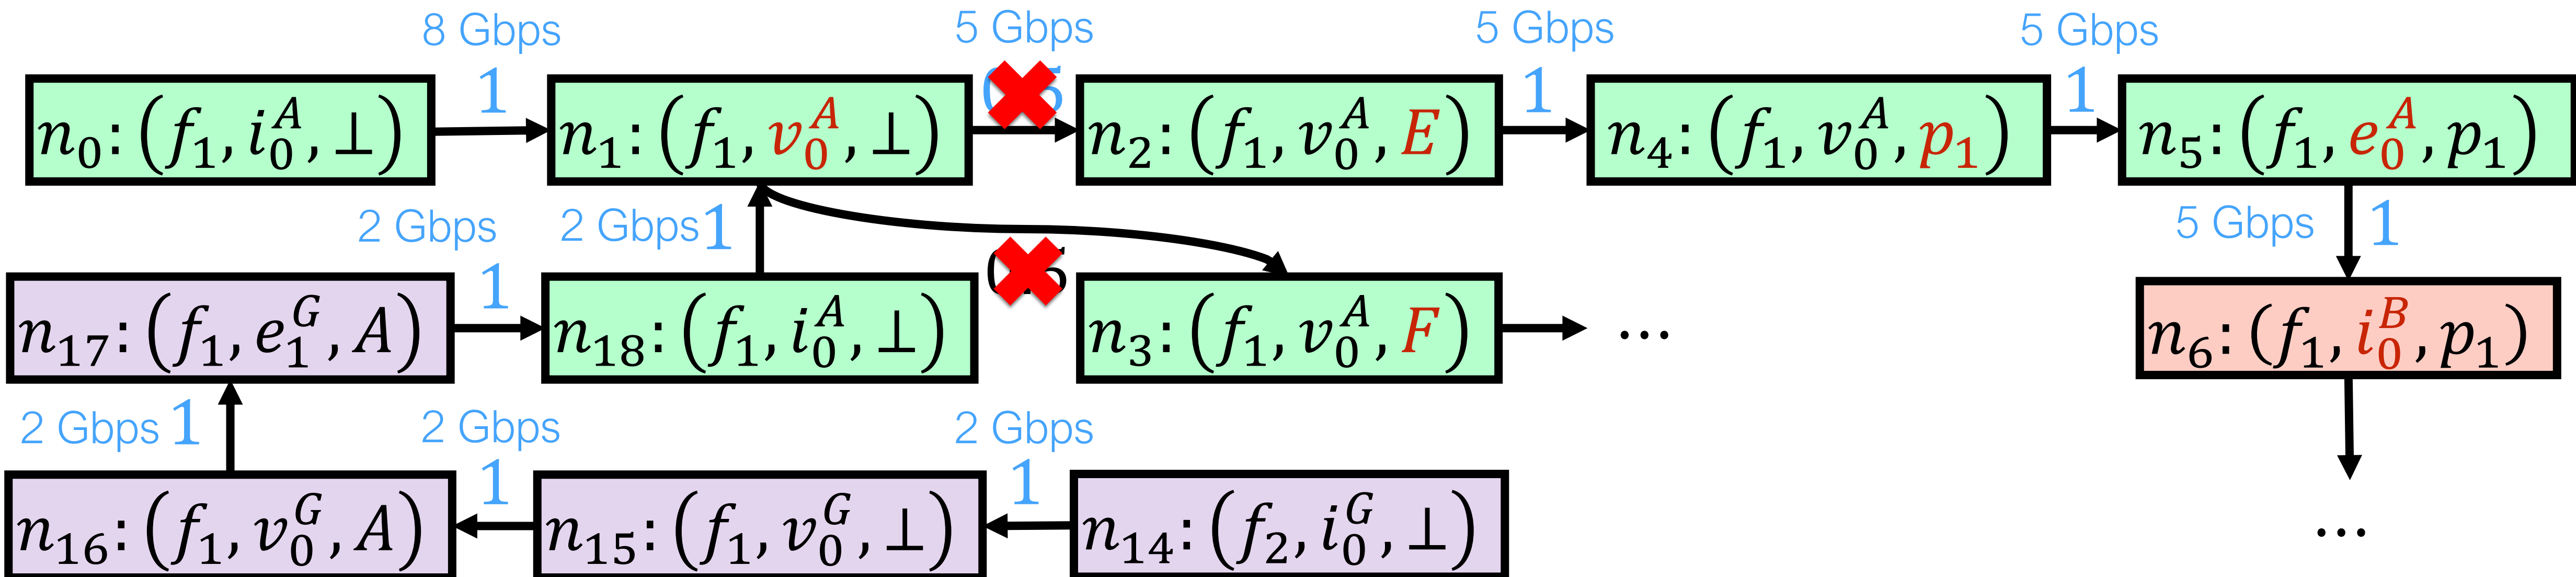 8 Gbps 5 Gbps 5 Gbps 5 Gbps
1 1 1
n₀: (f₁, i₀ᴬ, ⊥) n₁: (f₁, v₀ᴬ, ⊥) n₂: (f₁, v₀ᴬ, E) n₄: (f₁, v₀ᴬ, p₁) n₅: (f₁, e₀ᴬ, p₁)
2 Gbps 2 Gbps 1 5 Gbps 1
1
n₁₇: (f₁, e₁ᴳ, A) n₁₈: (f₁, i₀ᴬ, ⊥) n₃: (f₁, v₀ᴬ, F) ... n₆: (f₁, i₀ᴮ, p₁)
2 Gbps 1 2 Gbps 2 Gbps
1 1
n₁₆: (f₁, v₀ᴳ, A) n₁₅: (f₁, v₀ᴳ, ⊥) n₁₄: (f₂, i₀ᴳ, ⊥) ...